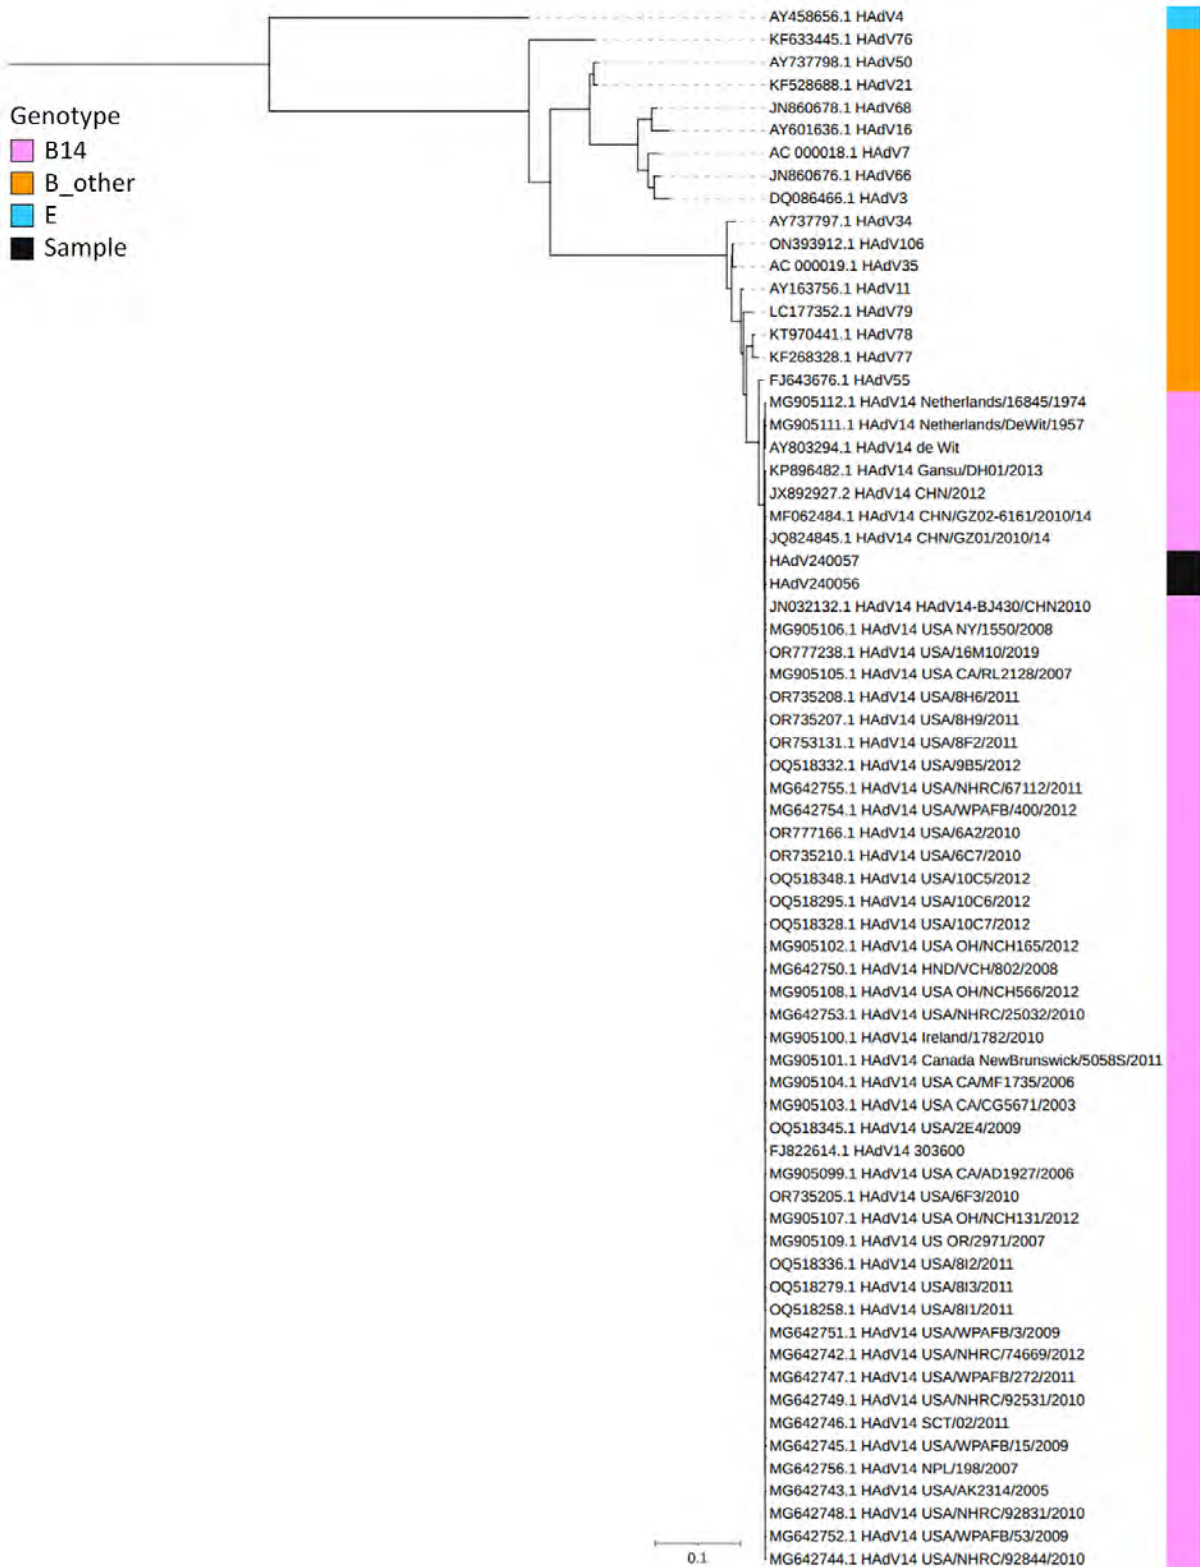 Genotype
B14
B_other
E
Sample
AY458656.1 HAdV4
KF633445.1 HAdV76
AY737798.1 HAdV50
KF528688.1 HAdV21
JN860678.1 HAdV68
AY601636.1 HAdV16
AC 000018.1 HAdV7
JN860676.1 HAdV66
DQ086466.1 HAdV3
AY737797.1 HAdV34
ON393912.1 HAdV106
AC 000019.1 HAdV35
AY163756.1 HAdV11
LC177352.1 HAdV79
KT970441.1 HAdV78
KF268328.1 HAdV77
FJ643676.1 HAdV55
MG905112.1 HAdV14 Netherlands/16845/1974
MG905111.1 HAdV14 Netherlands/DeWit/1957
AY803294.1 HAdV14 de Wit
KP896482.1 HAdV14 Gansu/DH01/2013
JX892927.2 HAdV14 CHN/2012
MF062484.1 HAdV14 CHN/GZ02-6161/2010/14
JQ824845.1 HAdV14 CHN/GZ01/2010/14
HAdV240057
HAdV240056
JN032132.1 HAdV14 HAdV14-BJ430/CHN2010
MG905106.1 HAdV14 USA NY/1550/2008
OR777238.1 HAdV14 USA/16M10/2019
MG905105.1 HAdV14 USA CA/RL2128/2007
OR735208.1 HAdV14 USA/8H6/2011
OR735207.1 HAdV14 USA/8H9/2011
OR753131.1 HAdV14 USA/8F2/2011
OQ518332.1 HAdV14 USA/9B5/2012
MG642755.1 HAdV14 USA/NHRC/67112/2011
MG642754.1 HAdV14 USA/WPAFB/400/2012
OR777166.1 HAdV14 USA/6A2/2010
OR735210.1 HAdV14 USA/6C7/2010
OQ518348.1 HAdV14 USA/10C5/2012
OQ518295.1 HAdV14 USA/10C6/2012
OQ518328.1 HAdV14 USA/10C7/2012
MG905102.1 HAdV14 USA OH/NCH165/2012
MG642750.1 HAdV14 HND/VCH/802/2008
MG905108.1 HAdV14 USA OH/NCH566/2012
MG642753.1 HAdV14 USA/NHRC/25032/2010
MG905100.1 HAdV14 Ireland/1782/2010
MG905101.1 HAdV14 Canada NewBrunswick/5058S/2011
MG905104.1 HAdV14 USA CA/MF1735/2006
MG905103.1 HAdV14 USA CA/CG5671/2003
OQ518345.1 HAdV14 USA/2E4/2009
FJ822614.1 HAdV14 303600
MG905099.1 HAdV14 USA CA/AD1927/2006
OR735205.1 HAdV14 USA/6F3/2010
MG905107.1 HAdV14 USA OH/NCH131/2012
MG905109.1 HAdV14 US OR/2971/2007
OQ518336.1 HAdV14 USA/8I2/2011
OQ518279.1 HAdV14 USA/8I3/2011
OQ518258.1 HAdV14 USA/8I1/2011
MG642751.1 HAdV14 USA/WPAFB/3/2009
MG642742.1 HAdV14 USA/NHRC/74669/2012
MG642747.1 HAdV14 USA/WPAFB/272/2011
MG642749.1 HAdV14 USA/NHRC/92531/2010
MG642746.1 HAdV14 SCT/02/2011
MG642745.1 HAdV14 USA/WPAFB/15/2009
MG642756.1 HAdV14 NPL/198/2007
MG642743.1 HAdV14 USA/AK2314/2005
MG642748.1 HAdV14 USA/NHRC/92831/2010
MG642752.1 HAdV14 USA/WPAFB/53/2009
MG642744.1 HAdV14 USA/NHRC/92844/2010
0.1